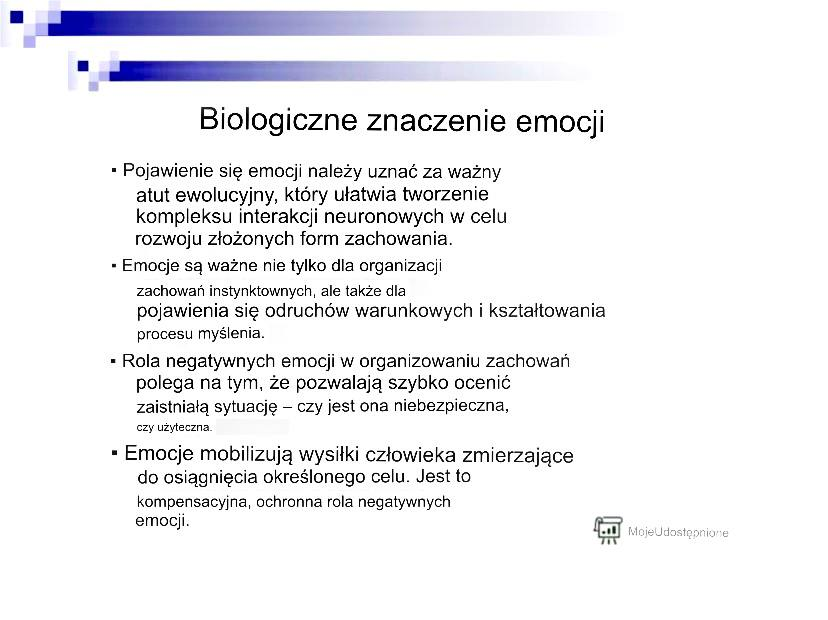 Biologiczne znaczenie emocji
▪ Pojawienie się emocji należy uznać za ważny
atut ewolucyjny, który ułatwia tworzenie
kompleksu interakcji neuronowych w celu
rozwoju złożonych form zachowania.
▪ Emocje są ważne nie tylko dla organizacji
zachowań instynktownych, ale także dla
pojawienia się odruchów warunkowych i kształtowania
procesu myślenia.
▪ Rola negatywnych emocji w organizowaniu zachowań
polega na tym, że pozwalają szybko ocenić
zaistniałą sytuację – czy jest ona niebezpieczna,
czy użyteczna.
▪ Emocje mobilizują wysiłki człowieka zmierzające
do osiągnięcia określonego celu. Jest to
kompensacyjna, ochronna rola negatywnych
emocji.
MojeUdostępnione